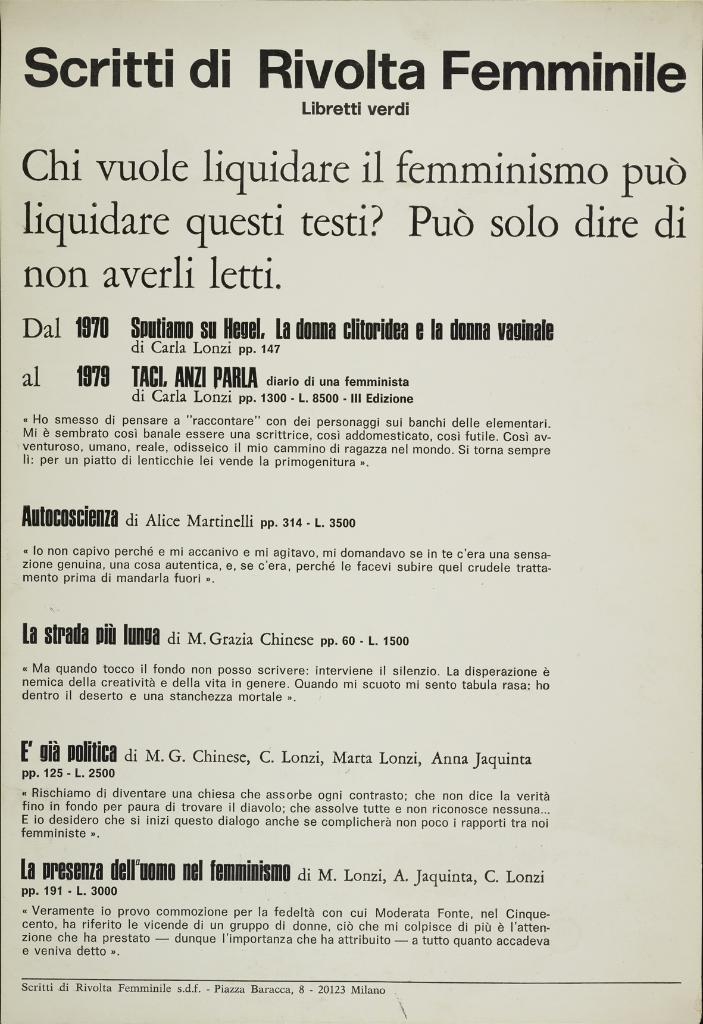 Scritti di Rivolta Femminile
Libretti verdi
Chi vuole liquidare il femminismo può
liquidare questi testi? Può solo dire di
non averli letti.
Dal 1970 Sputiamo su Hegel. La donna clitoridea e la donna vaginale
di Carla Lonzi pp. 147
al 1979 TACI, ANZI PARLA diario di una femminista
di Carla Lonzi pp. 1300 - L. 8500 - III Edizione
« Ho smesso di pensare a "raccontare" con dei personaggi sui banchi delle elementari.
Mi è sembrato così banale essere una scrittrice, così addomesticato, così futile. Così av-
venturoso, umano, reale, odisseico il mio cammino di ragazza nel mondo. Si torna sempre
lì: per un piatto di lenticchie lei vende la primogenitura ».
Autocoscienza di Alice Martinelli pp. 314 - L. 3500
« Io non capivo perché e mi accanivo e mi agitavo, mi domandavo se in te c'era una sensa-
zione genuina, una cosa autentica, e, se c'era, perché le facevi subire quel crudele tratta-
mento prima di mandarla fuori ».
La strada più lunga di M. Grazia Chinese pp. 60 - L. 1500
« Ma quando tocco il fondo non posso scrivere: interviene il silenzio. La disperazione è
nemica della creatività e della vita in genere. Quando mi scuoto mi sento tabula rasa: ho
dentro il deserto e una stanchezza mortale ».
E' già politica di M. G. Chinese, C. Lonzi, Marta Lonzi, Anna Jaquinta
pp. 125 - L. 2500
« Rischiamo di diventare una chiesa che assorbe ogni contrasto; che non dice la verità
fino in fondo per paura di trovare il diavolo; che assolve tutte e non riconosce nessuna...
E io desidero che si inizi questo dialogo anche se complicherà non poco i rapporti tra noi
femministe ».
La presenza dell'uomo nel femminismo di M. Lonzi, A. Jaquinta, C. Lonzi
pp. 191 - L. 3000
« Veramente io provo commozione per la fedeltà con cui Moderata Fonte, nel Cinque-
cento, ha riferito le vicende di un gruppo di donne, ciò che mi colpisce di più è l'atten-
zione che ha prestato — dunque l'importanza che ha attribuito — a tutto quanto accadeva
e veniva detto ».
Scritti di Rivolta Femminile s.d.f. - Piazza Baracca, 8 - 20123 Milano